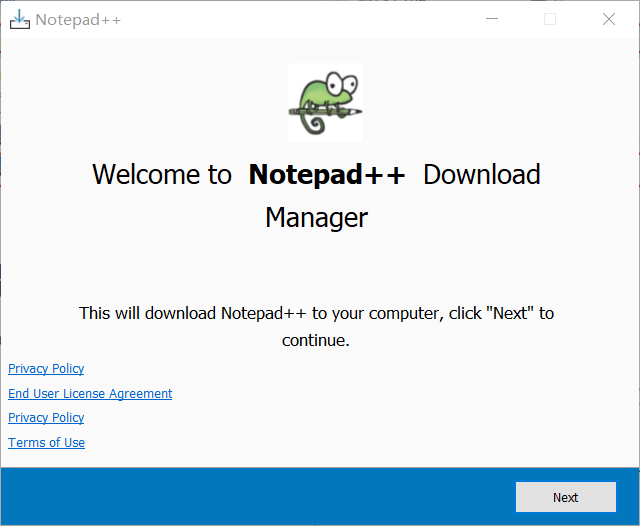 Notepad++
Welcome to Notepad++ Download
Manager
This will download Notepad++ to your computer, click "Next" to
continue.
Privacy Policy
End User License Agreement
Privacy Policy
Terms of Use
Next